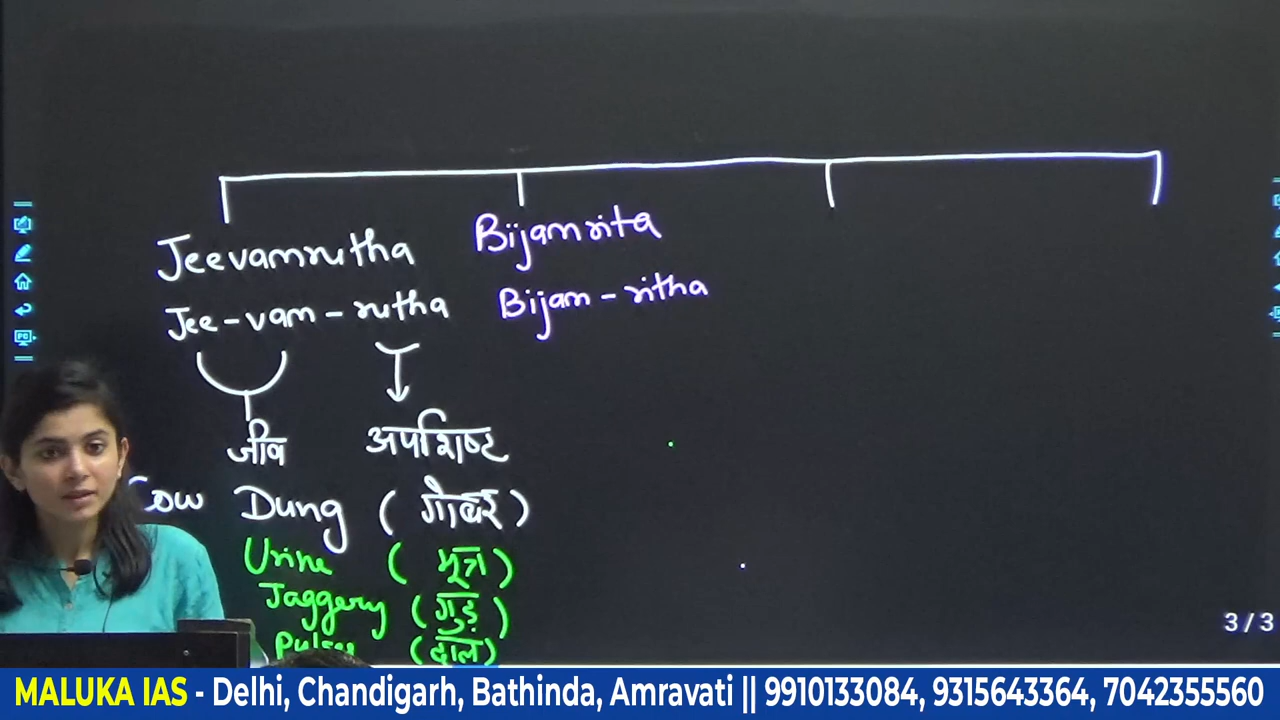 Jeevamrutha
Bijamrita
Jee-vam-rutha
Bijam-ritha
जीव
अपशिष्ट
Cow Dung (गोबर)
Urine (मूत्र)
Jaggery (गुड़)
Pulses (दाल)
3/3
MALUKA IAS - Delhi, Chandigarh, Bathinda, Amravati || 9910133084, 9315643364, 7042355560